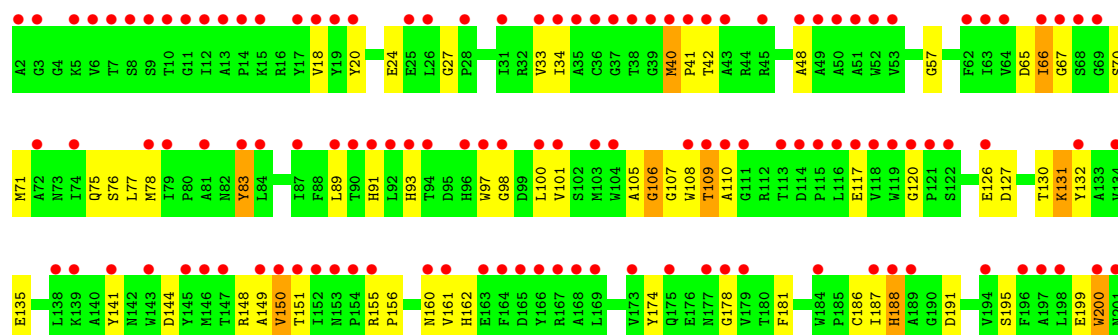 A2 G3 G4 K5 V6 T7 S8 S9 T10 G11 I12 A13 P14 K15 R16 Y17 V18 Y19 Y20 E24 E25 L26 G27 P28 I31 R32 V33 I34 A35 C36 G37 T38 G39 M40 P41 T42 A43 R44 R45 A48 A49 A50 A51 W52 V53 G57 F62 I63 V64 D65 I66 G67 S68 G69 S70
M71 A72 N73 I74 Q75 S76 L77 M78 I79 P80 A81 N82 Y83 L84 I87 F88 L89 T90 H91 L92 H93 T94 D95 H96 W97 G98 D99 L100 V101 S102 M103 W104 A105 G106 G107 W108 T109 A110 G111 R112 T113 D114 P115 L116 E117 V118 W119 G120 P121 S122 E126 D127 T130 K131 Y132 A133 V134
E135 L138 K139 A140 Y141 N142 W143 D144 Y145 M146 T147 R148 A149 V150 T151 I152 N153 P154 R155 P156 N160 V161 H162 E163 F164 D165 Y166 R167 A168 L169 V173 Y174 Q175 E176 N177 G178 V179 T180 F181 W184 P185 C186 I187 H188 A189 G190 D191 V194 S195 F196 A197 L198 E199 W200 N201